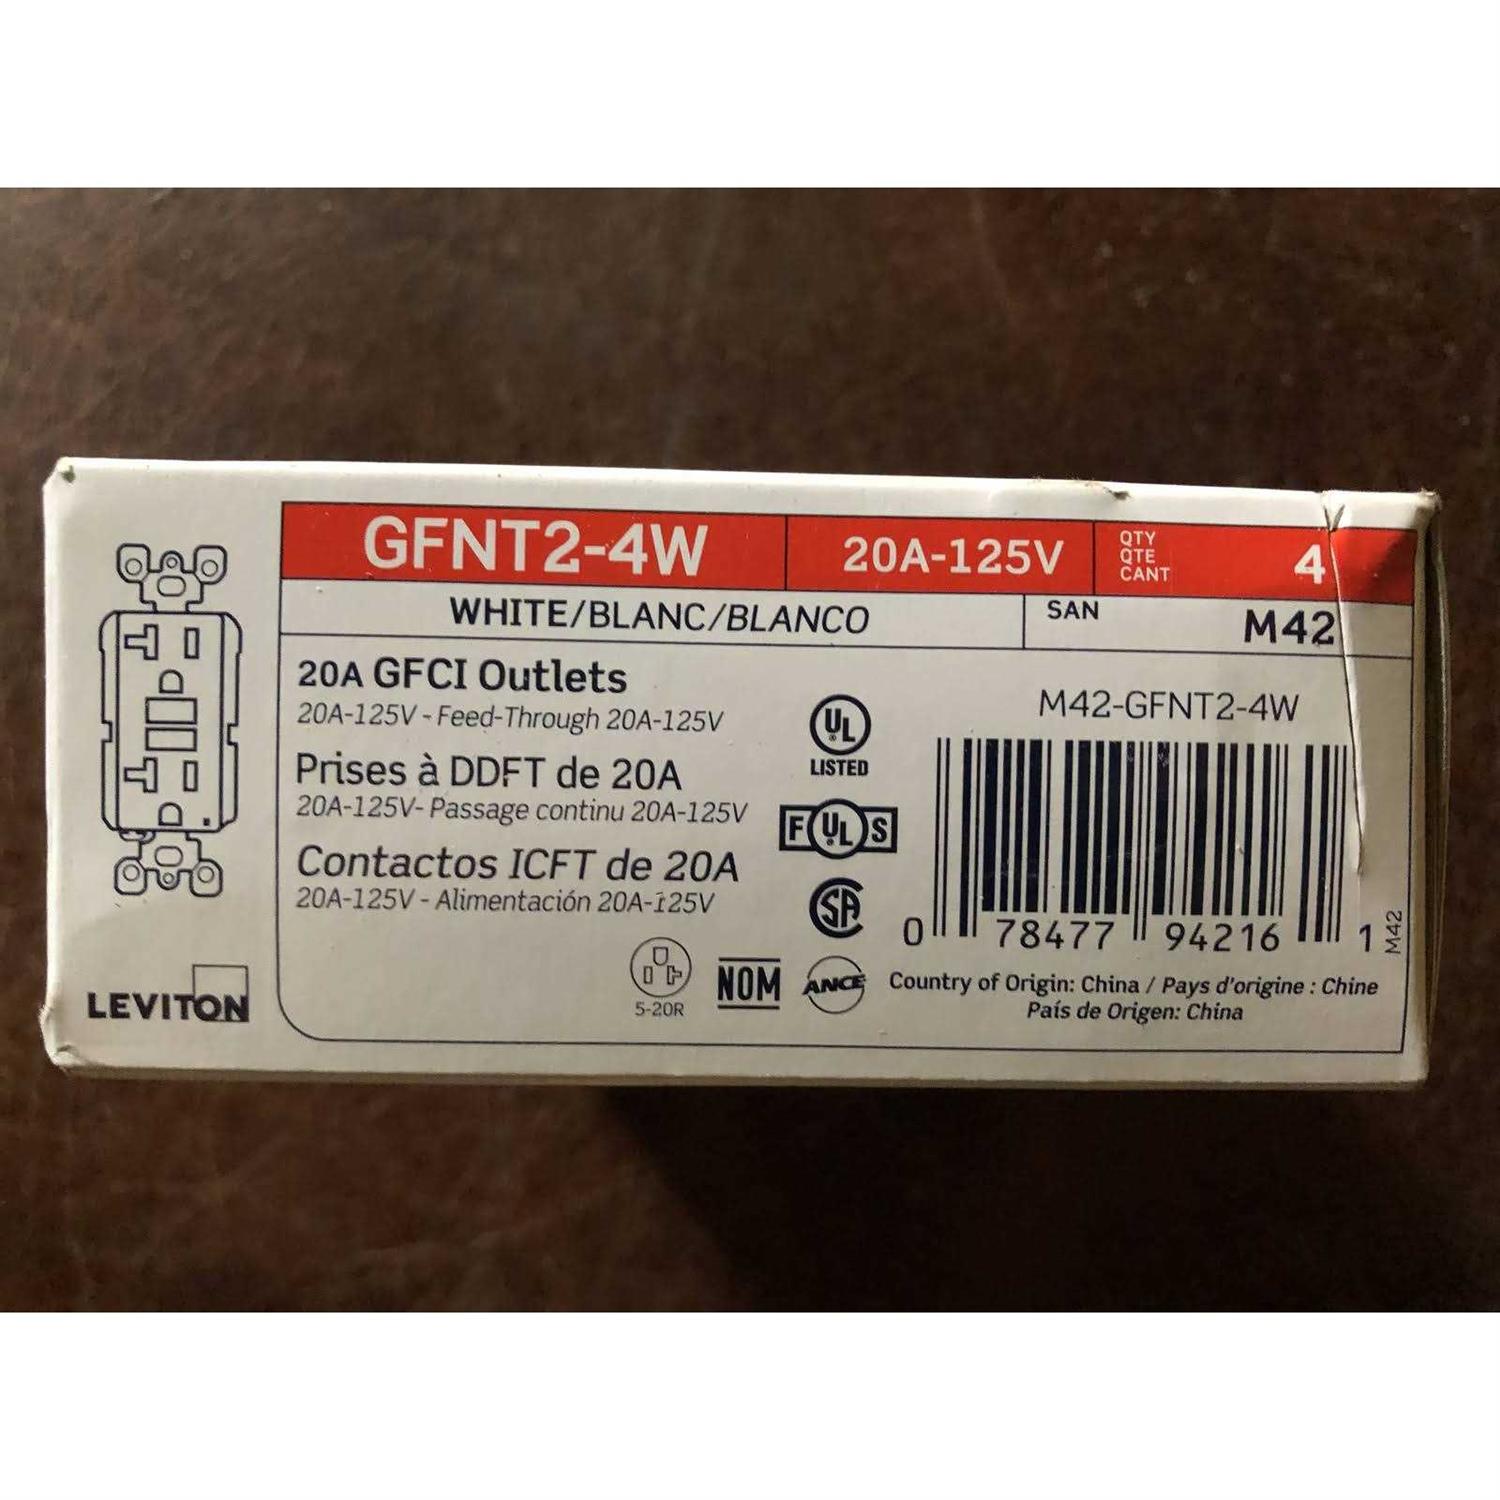 GFNT2-4W
20A-125V
QTY
QTE
CANT
4
WHITE/BLANC/BLANCO
SAN
M42
20A GFCI Outlets
20A-125V - Feed-Through 20A-125V
Prises à DDFT de 20A
20A-125V- Passage continu 20A-125V
Contactos ICFT de 20A
20A-125V - Alimentación 20A-125V
LEVITON
5-20R
NOM
ANCE
UL
LISTED
F UL S
SA
M42-GFNT2-4W
0 78477 94216 1
M42
Country of Origin: China / Pays d'origine : Chine
País de Origen: China